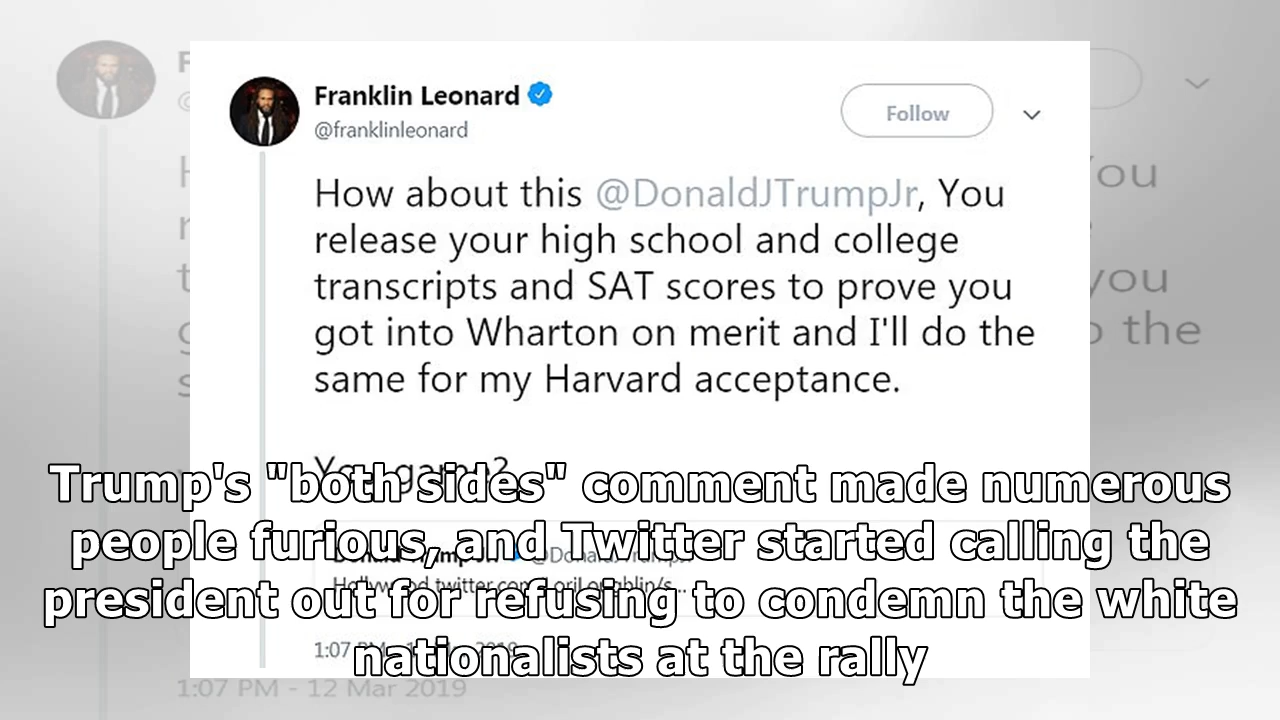 Franklin Leonard
@franklinleonard
Follow
How about this @DonaldJTrumpJr, You
release your high school and college
transcripts and SAT scores to prove you
got into Wharton on merit and I'll do the
same for my Harvard acceptance.
Trump's "both sides" comment made numerous
people furious, and Twitter started calling the
president out for refusing to condemn the white
nationalists at the rally
1:07 PM - 12 Mar 2019